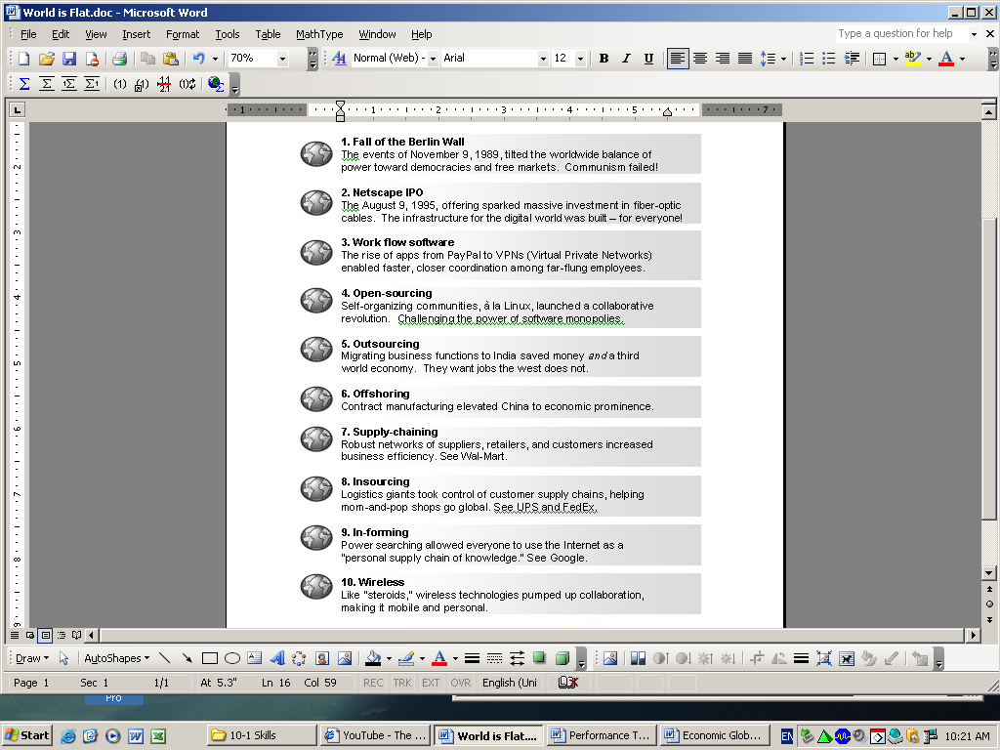 World is Flat.doc - Microsoft Word
File Edit View Insert Format Tools Table MathType Window Help
Type a question for help
70% Normal (Web) - Arial 12 B I U
1 1 2 3 4 5 7
1. Fall of the Berlin Wall
The events of November 9, 1989, tilted the worldwide balance of
power toward democracies and free markets. Communism failed!
2. Netscape IPO
The August 9, 1995, offering sparked massive investment in fiber-optic
cables. The infrastructure for the digital world was built – for everyone!
3. Work flow software
The rise of apps from PayPal to VPNs (Virtual Private Networks)
enabled faster, closer coordination among far-flung employees.
4. Open-sourcing
Self-organizing communities, à la Linux, launched a collaborative
revolution. Challenging the power of software monopolies.
5. Outsourcing
Migrating business functions to India saved money and a third
world economy. They want jobs the west does not.
6. Offshoring
Contract manufacturing elevated China to economic prominence.
7. Supply-chaining
Robust networks of suppliers, retailers, and customers increased
business efficiency. See Wal-Mart.
8. Insourcing
Logistics giants took control of customer supply chains, helping
mom-and-pop shops go global. See UPS and FedEx.
9. In-forming
Power searching allowed everyone to use the Internet as a
"personal supply chain of knowledge." See Google.
10. Wireless
Like "steroids," wireless technologies pumped up collaboration,
making it mobile and personal.
Draw AutoShapes
Page 1 Sec 1 1/1 At 5.3" Ln 16 Col 59 REC TRK EXT OVR English (Uni
Pro
Start 10-1 Skills YouTube - The ... World is Flat.... Performance T... Economic Glob... EN 10:21 AM